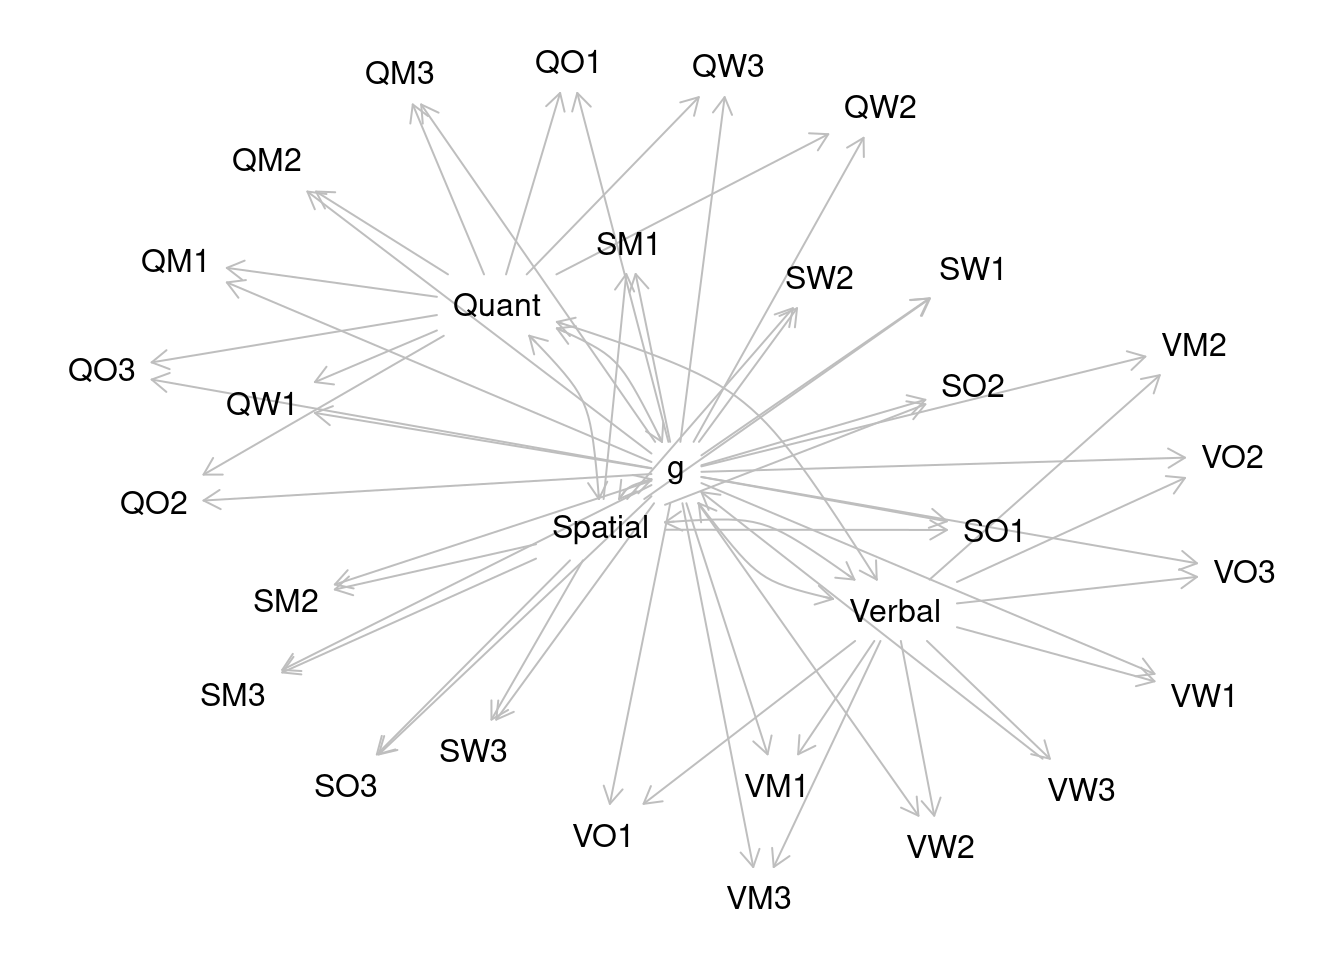 QO1
QW3
QM3
QW2
QM2
SM1
QM1
SW1
SW2
Quant
VM2
QO3
SO2
QW1
VO2
g
QO2
Spatial
SO1
VO3
SM2
Verbal
SM3
VW1
SW3
SO3
VM1
VW3
VO1
VW2
VM3